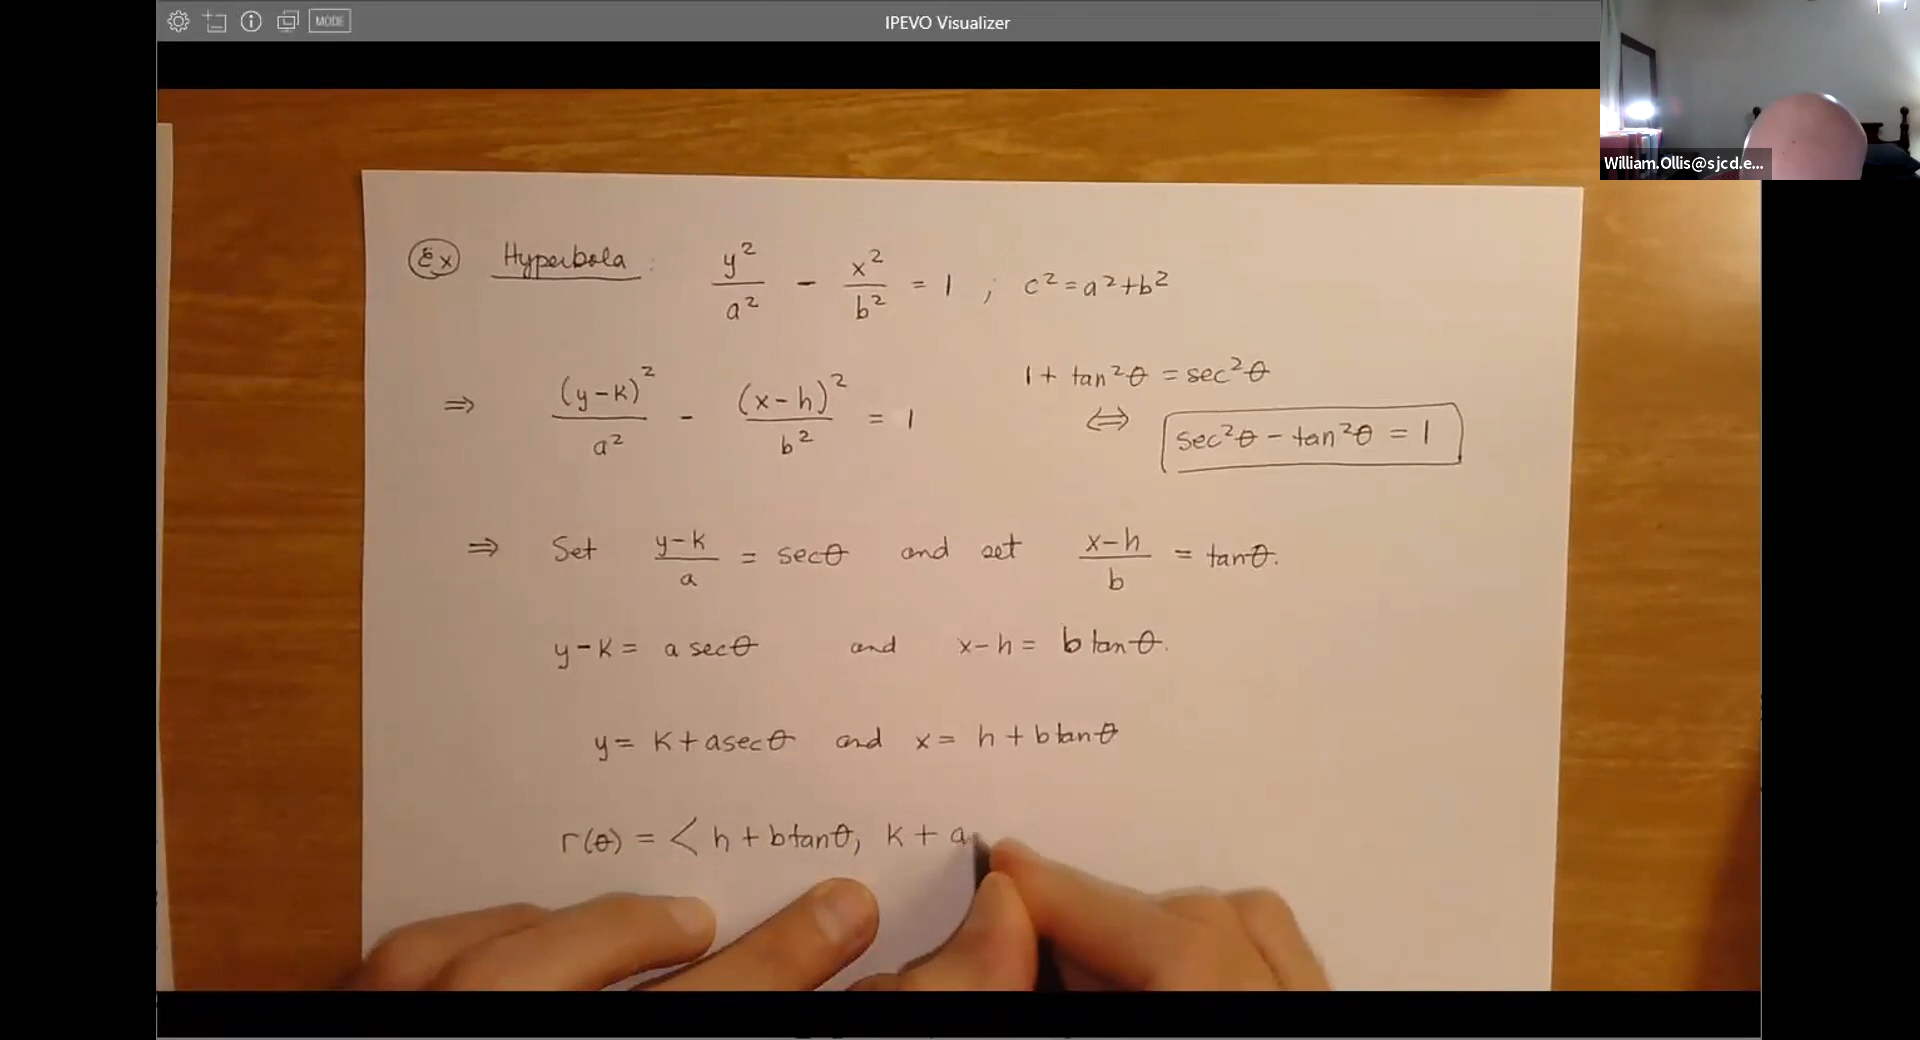 MODE
IPEVO Visualizer
William.Ollis@sjcd.e...
Ex Hyperbola: y²/a² - x²/b² = 1 ; c² = a² + b²
⇒ (y-k)²/a² - (x-h)²/b² = 1
1 + tan²θ = sec²θ
⇔ sec²θ - tan²θ = 1
⇒ Set y-k/a = secθ and set x-h/b = tanθ.
y-k = a secθ and x-h = b tanθ.
y = k + a secθ and x = h + b tanθ
r(θ) = < h + b tanθ, k + a